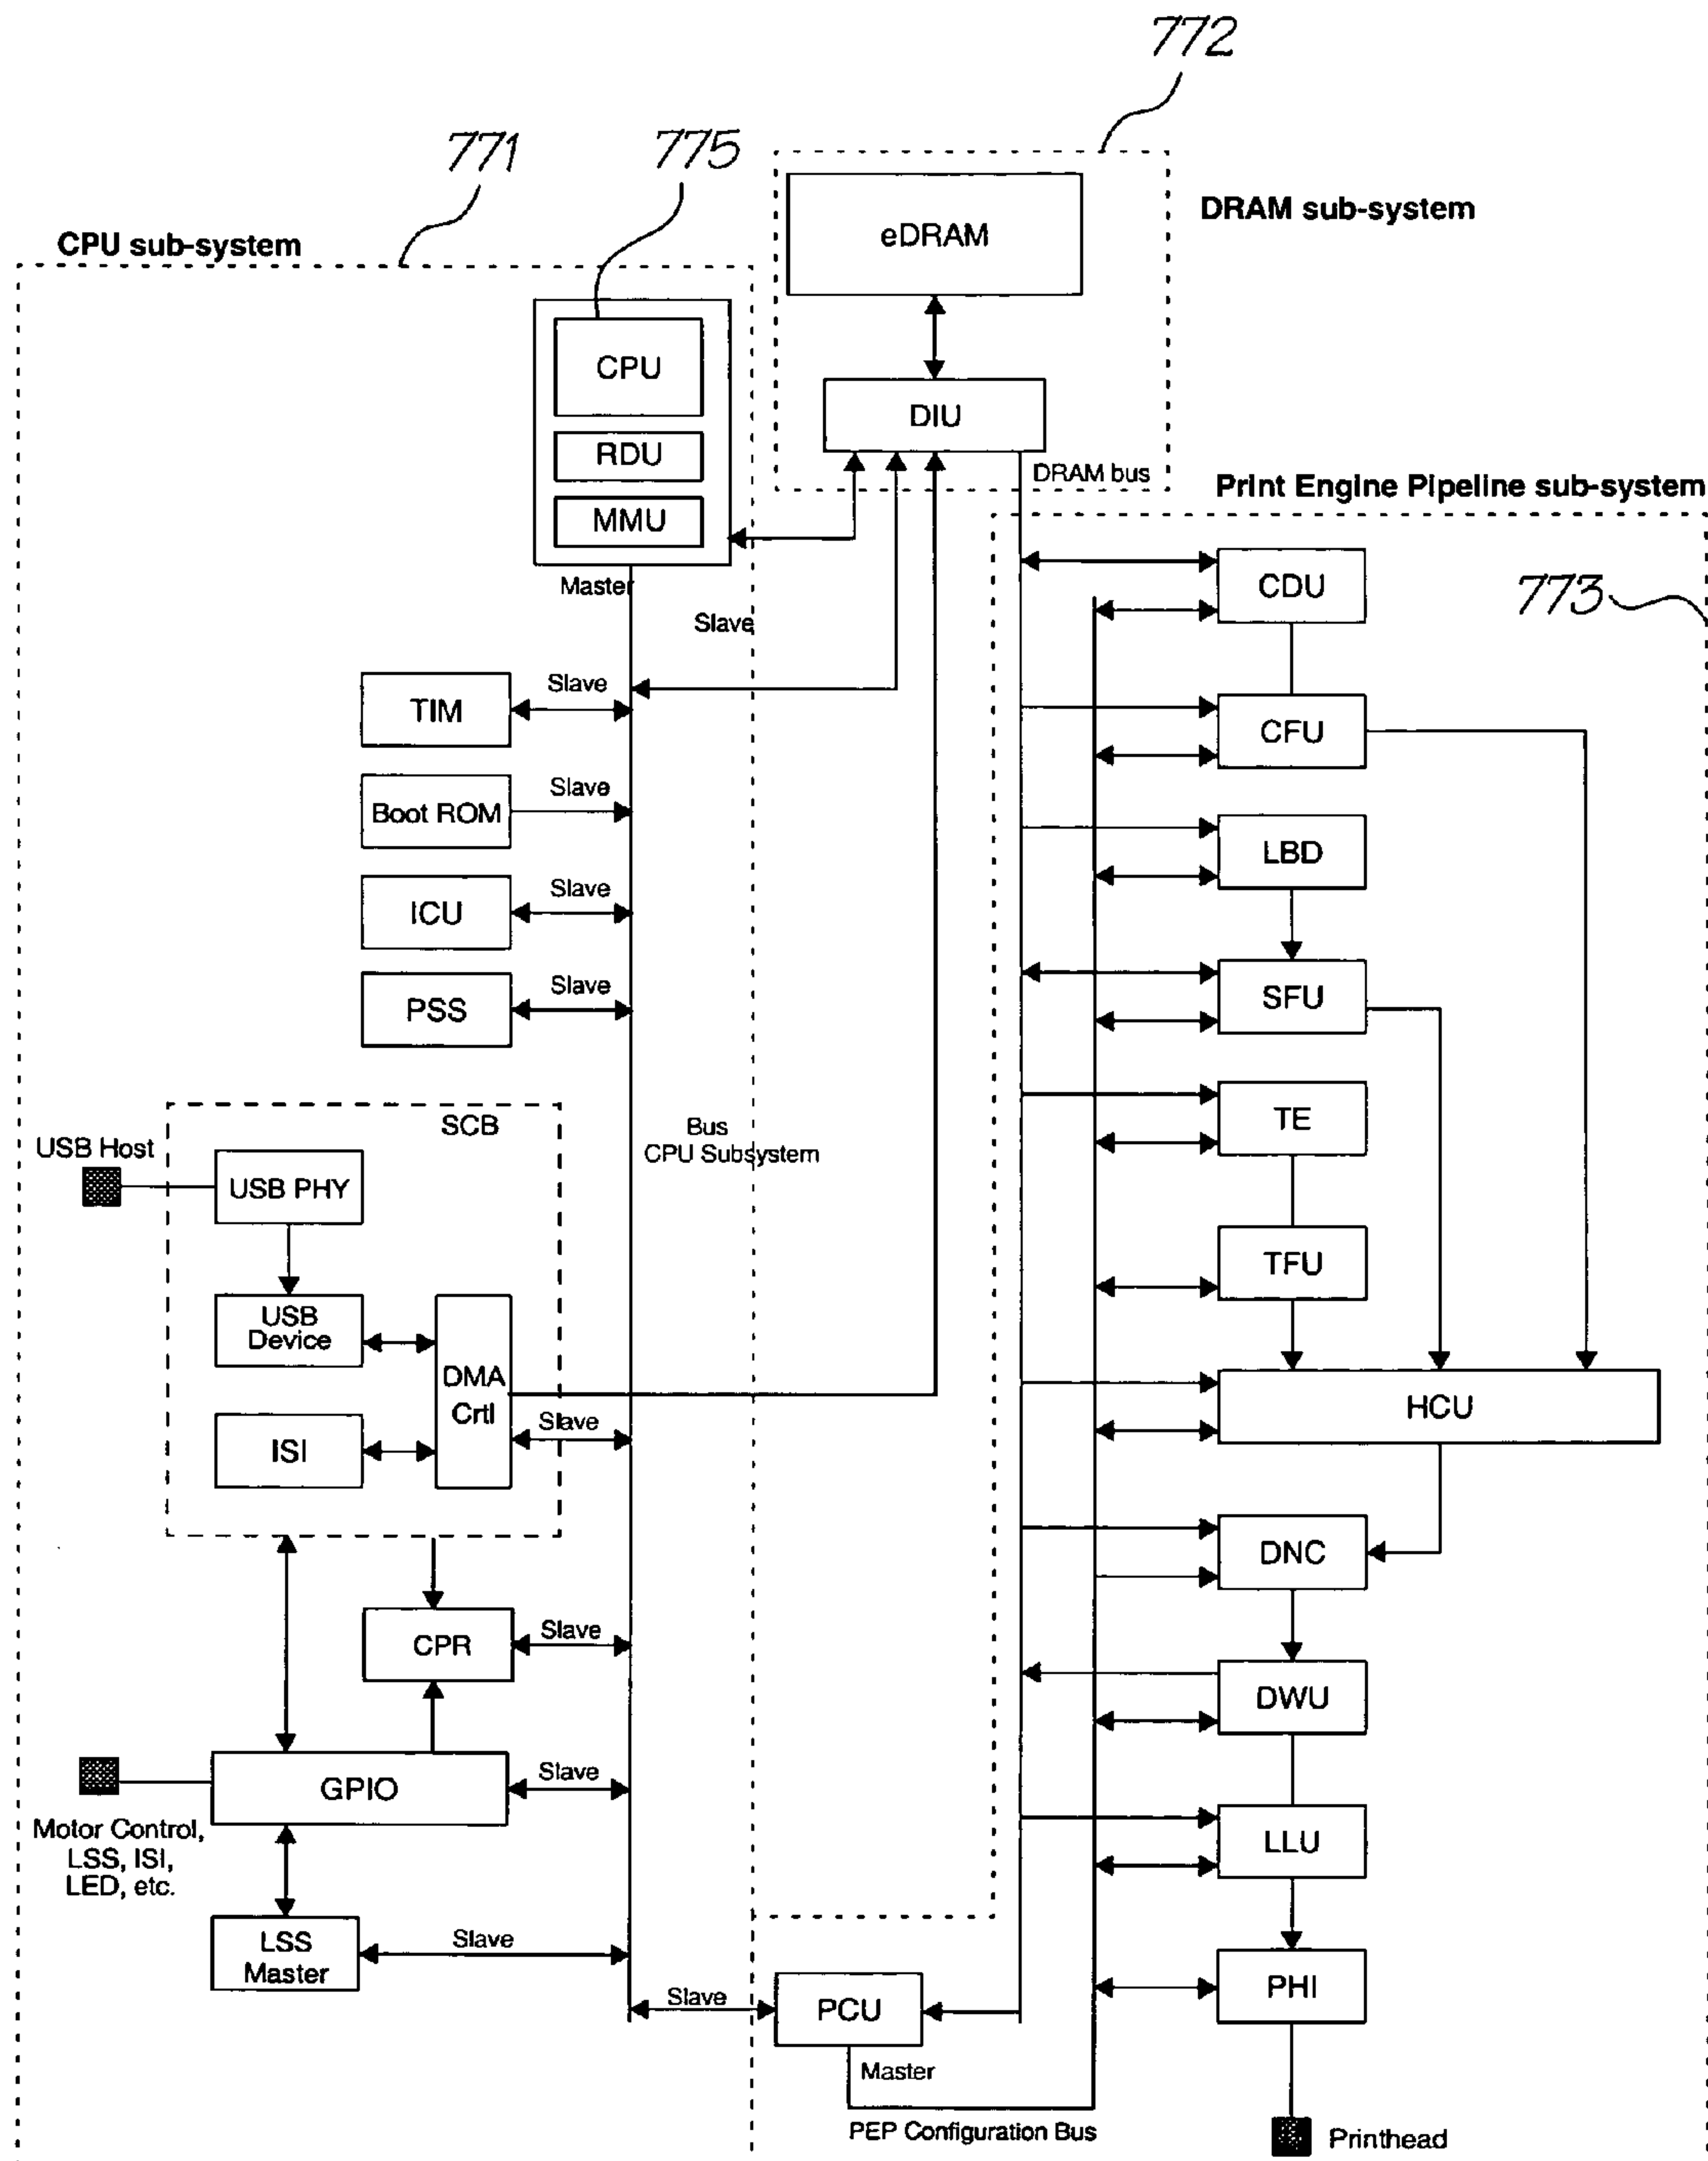 772
771
775
CPU sub-system
DRAM sub-system
eDRAM
CPU
DIU
RDU
MMU
DRAM bus
Print Engine Pipeline sub-system
Master
Slave
CDU
773
TIM
Slave
CFU
Boot ROM
Slave
LBD
ICU
Slave
PSS
Slave
SFU
SCB
TE
Bus
CPU Subsystem
USB Host
USB PHY
TFU
USB
Device
DMA
Crtl
Slave
HCU
ISI
DNC
CPR
Slave
DWU
GPIO
Slave
Motor Control,
LSS, ISI,
LED, etc.
LLU
LSS
Master
Slave
PHI
Slave
PCU
Master
PEP Configuration Bus
Printhead